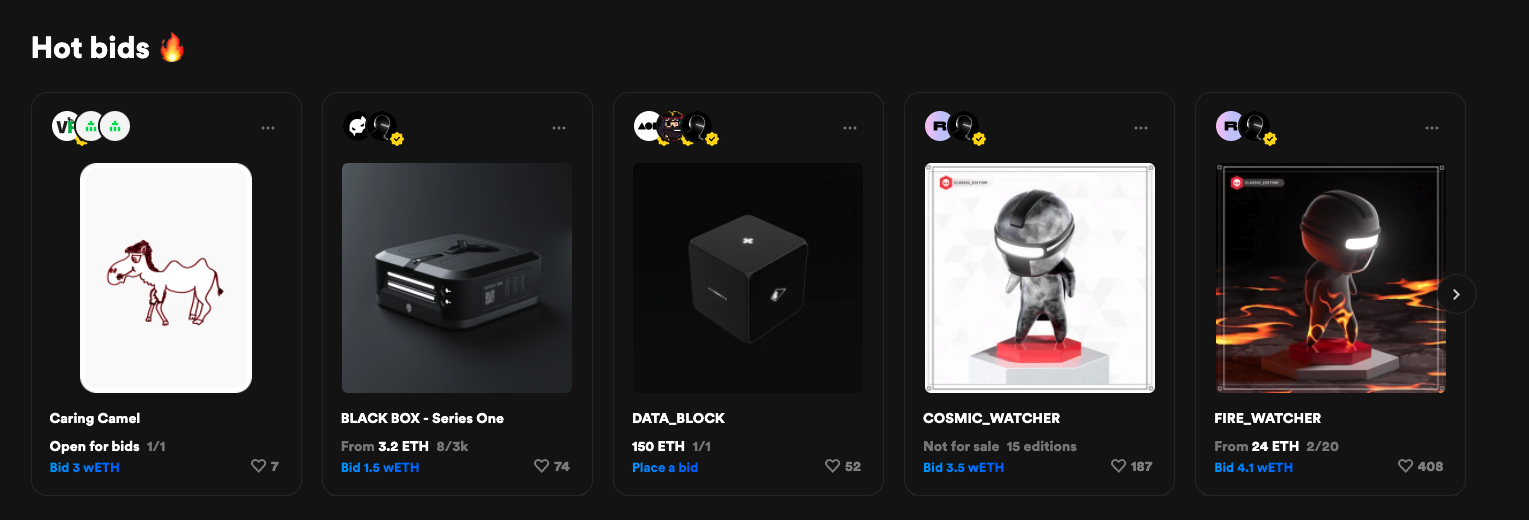 Hot bids 🔥
Caring Camel
Open for bids 1/1
Bid 3 wETH
7
BLACK BOX - Series One
From 3.2 ETH 8/3k
Bid 1.5 wETH
74
DATA_BLOCK
150 ETH 1/1
Place a bid
52
CLASSIC_EDITION
COSMIC_WATCHER
Not for sale 15 editions
Bid 3.5 wETH
187
CLASSIC_EDITION
FIRE_WATCHER
From 24 ETH 2/20
Bid 4.1 wETH
408